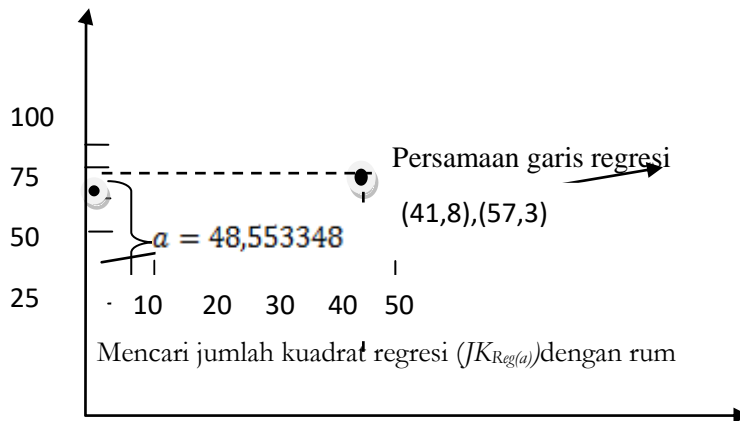 100
75
Persamaan garis regresi
(41,8),(57,3)
50
a = 48,553348
25
10 20 30 40 50
Mencari jumlah kuadrat regresi (JKReg(a))dengan rum